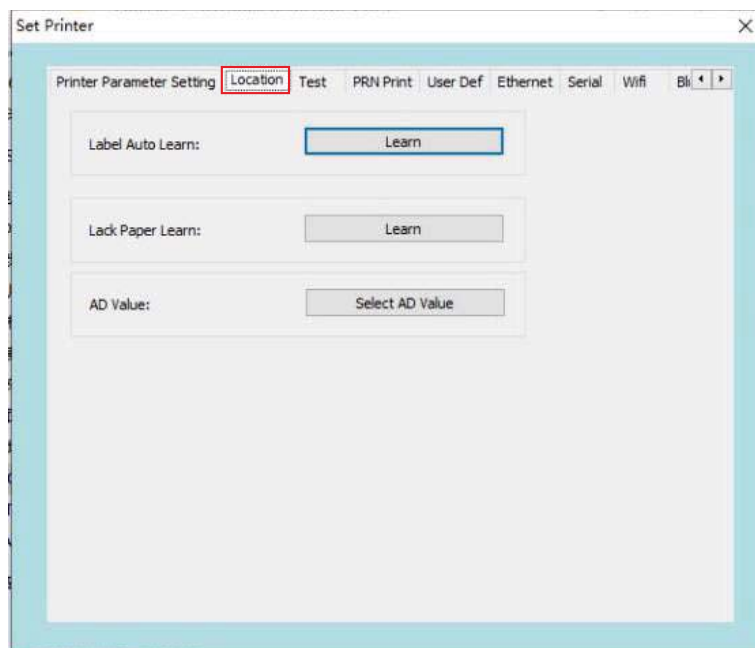 Set Printer
Printer Parameter Setting Location Test PRN Print User Def Ethernet Serial Wifi
Label Auto Learn: Learn
Lack Paper Learn: Learn
AD Value: Select AD Value